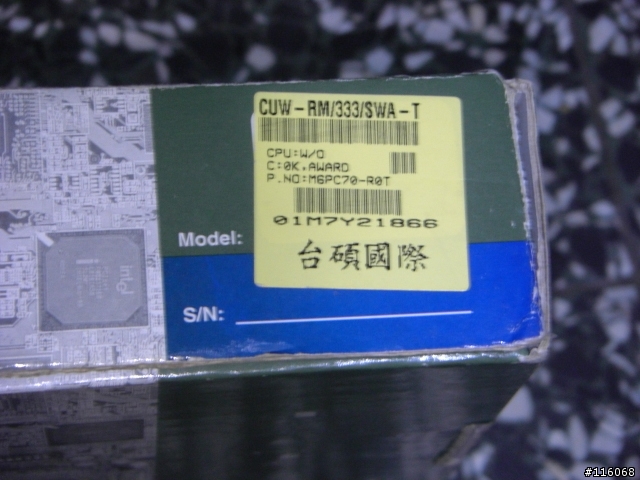 CUW-RM/333/SWA-T
CPU:W/O
C:0K.AWARD
P.NO:M6PC70-R0T
01M7Y21866
Model:
台碩國際
S/N:
intel
#116068